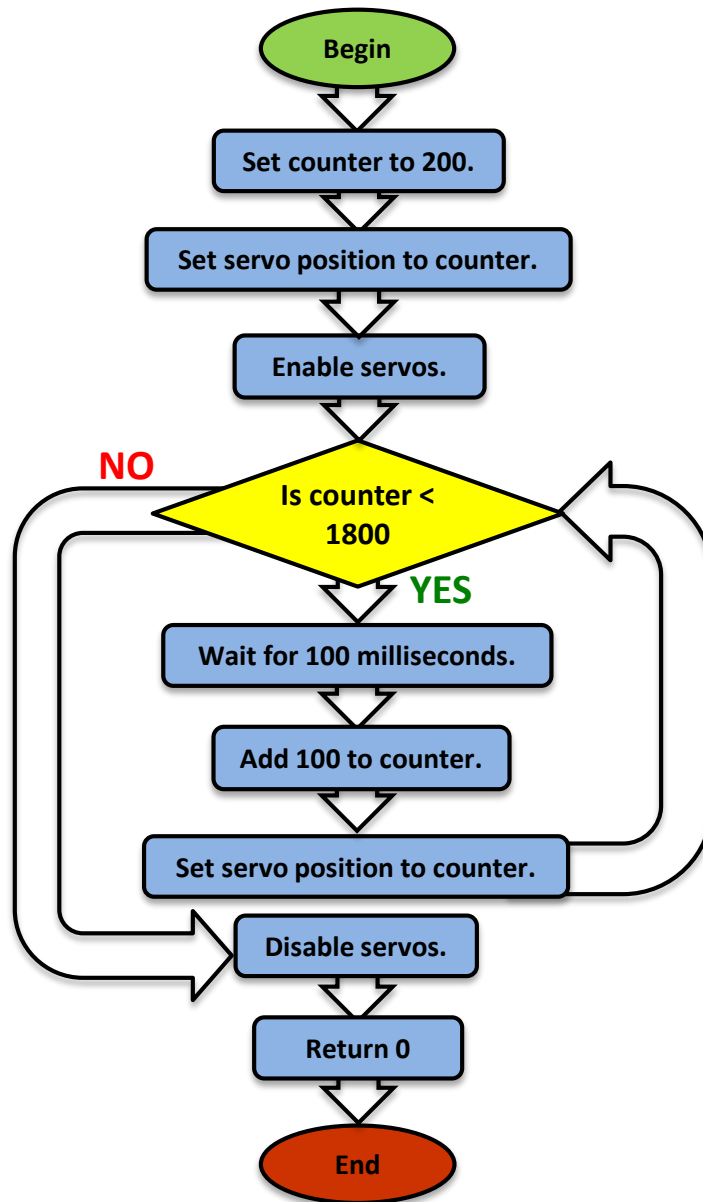 Begin
Set counter to 200.
Set servo position to counter.
Enable servos.
NO
Is counter <
1800
YES
Wait for 100 milliseconds.
Add 100 to counter.
Set servo position to counter.
Disable servos.
Return 0
End